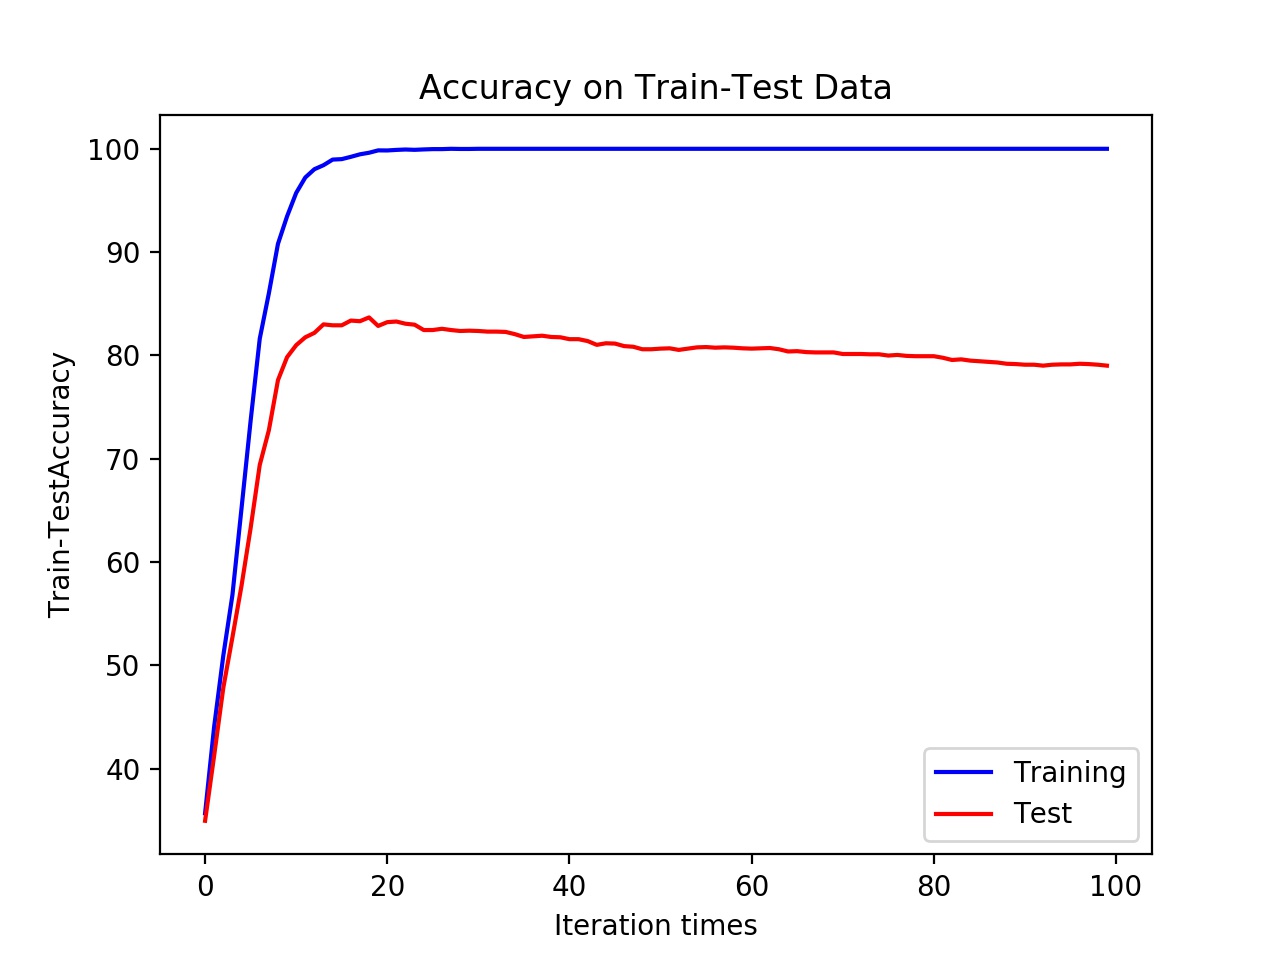 Accuracy on Train-Test Data
Train-TestAccuracy
100
90
80
70
60
50
40
Training
Test
0 20 40 60 80 100
Iteration times